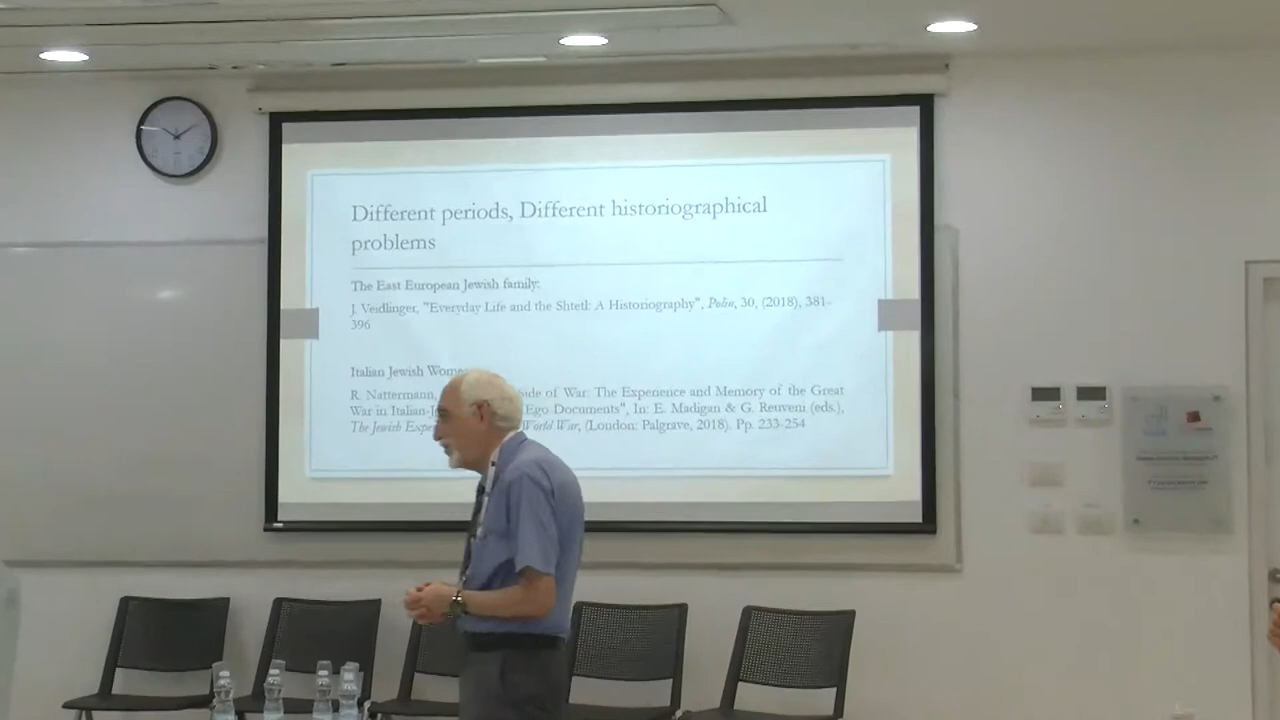 Different periods, Different historiographical
problems
The East European Jewish family:
J. Veidlinger, "Everyday Life and the Shtetl: A Historiography", Polin, 30, (2018), 381-
396
Italian Jewish Wome
R. Nattermann, side of War: The Experience and Memory of the Great
War in Italian-J Ego Documents", In: E. Madigan & G. Reuveni (eds.),
The Jewish Expe World War, (London: Palgrave, 2018). Pp. 233-254